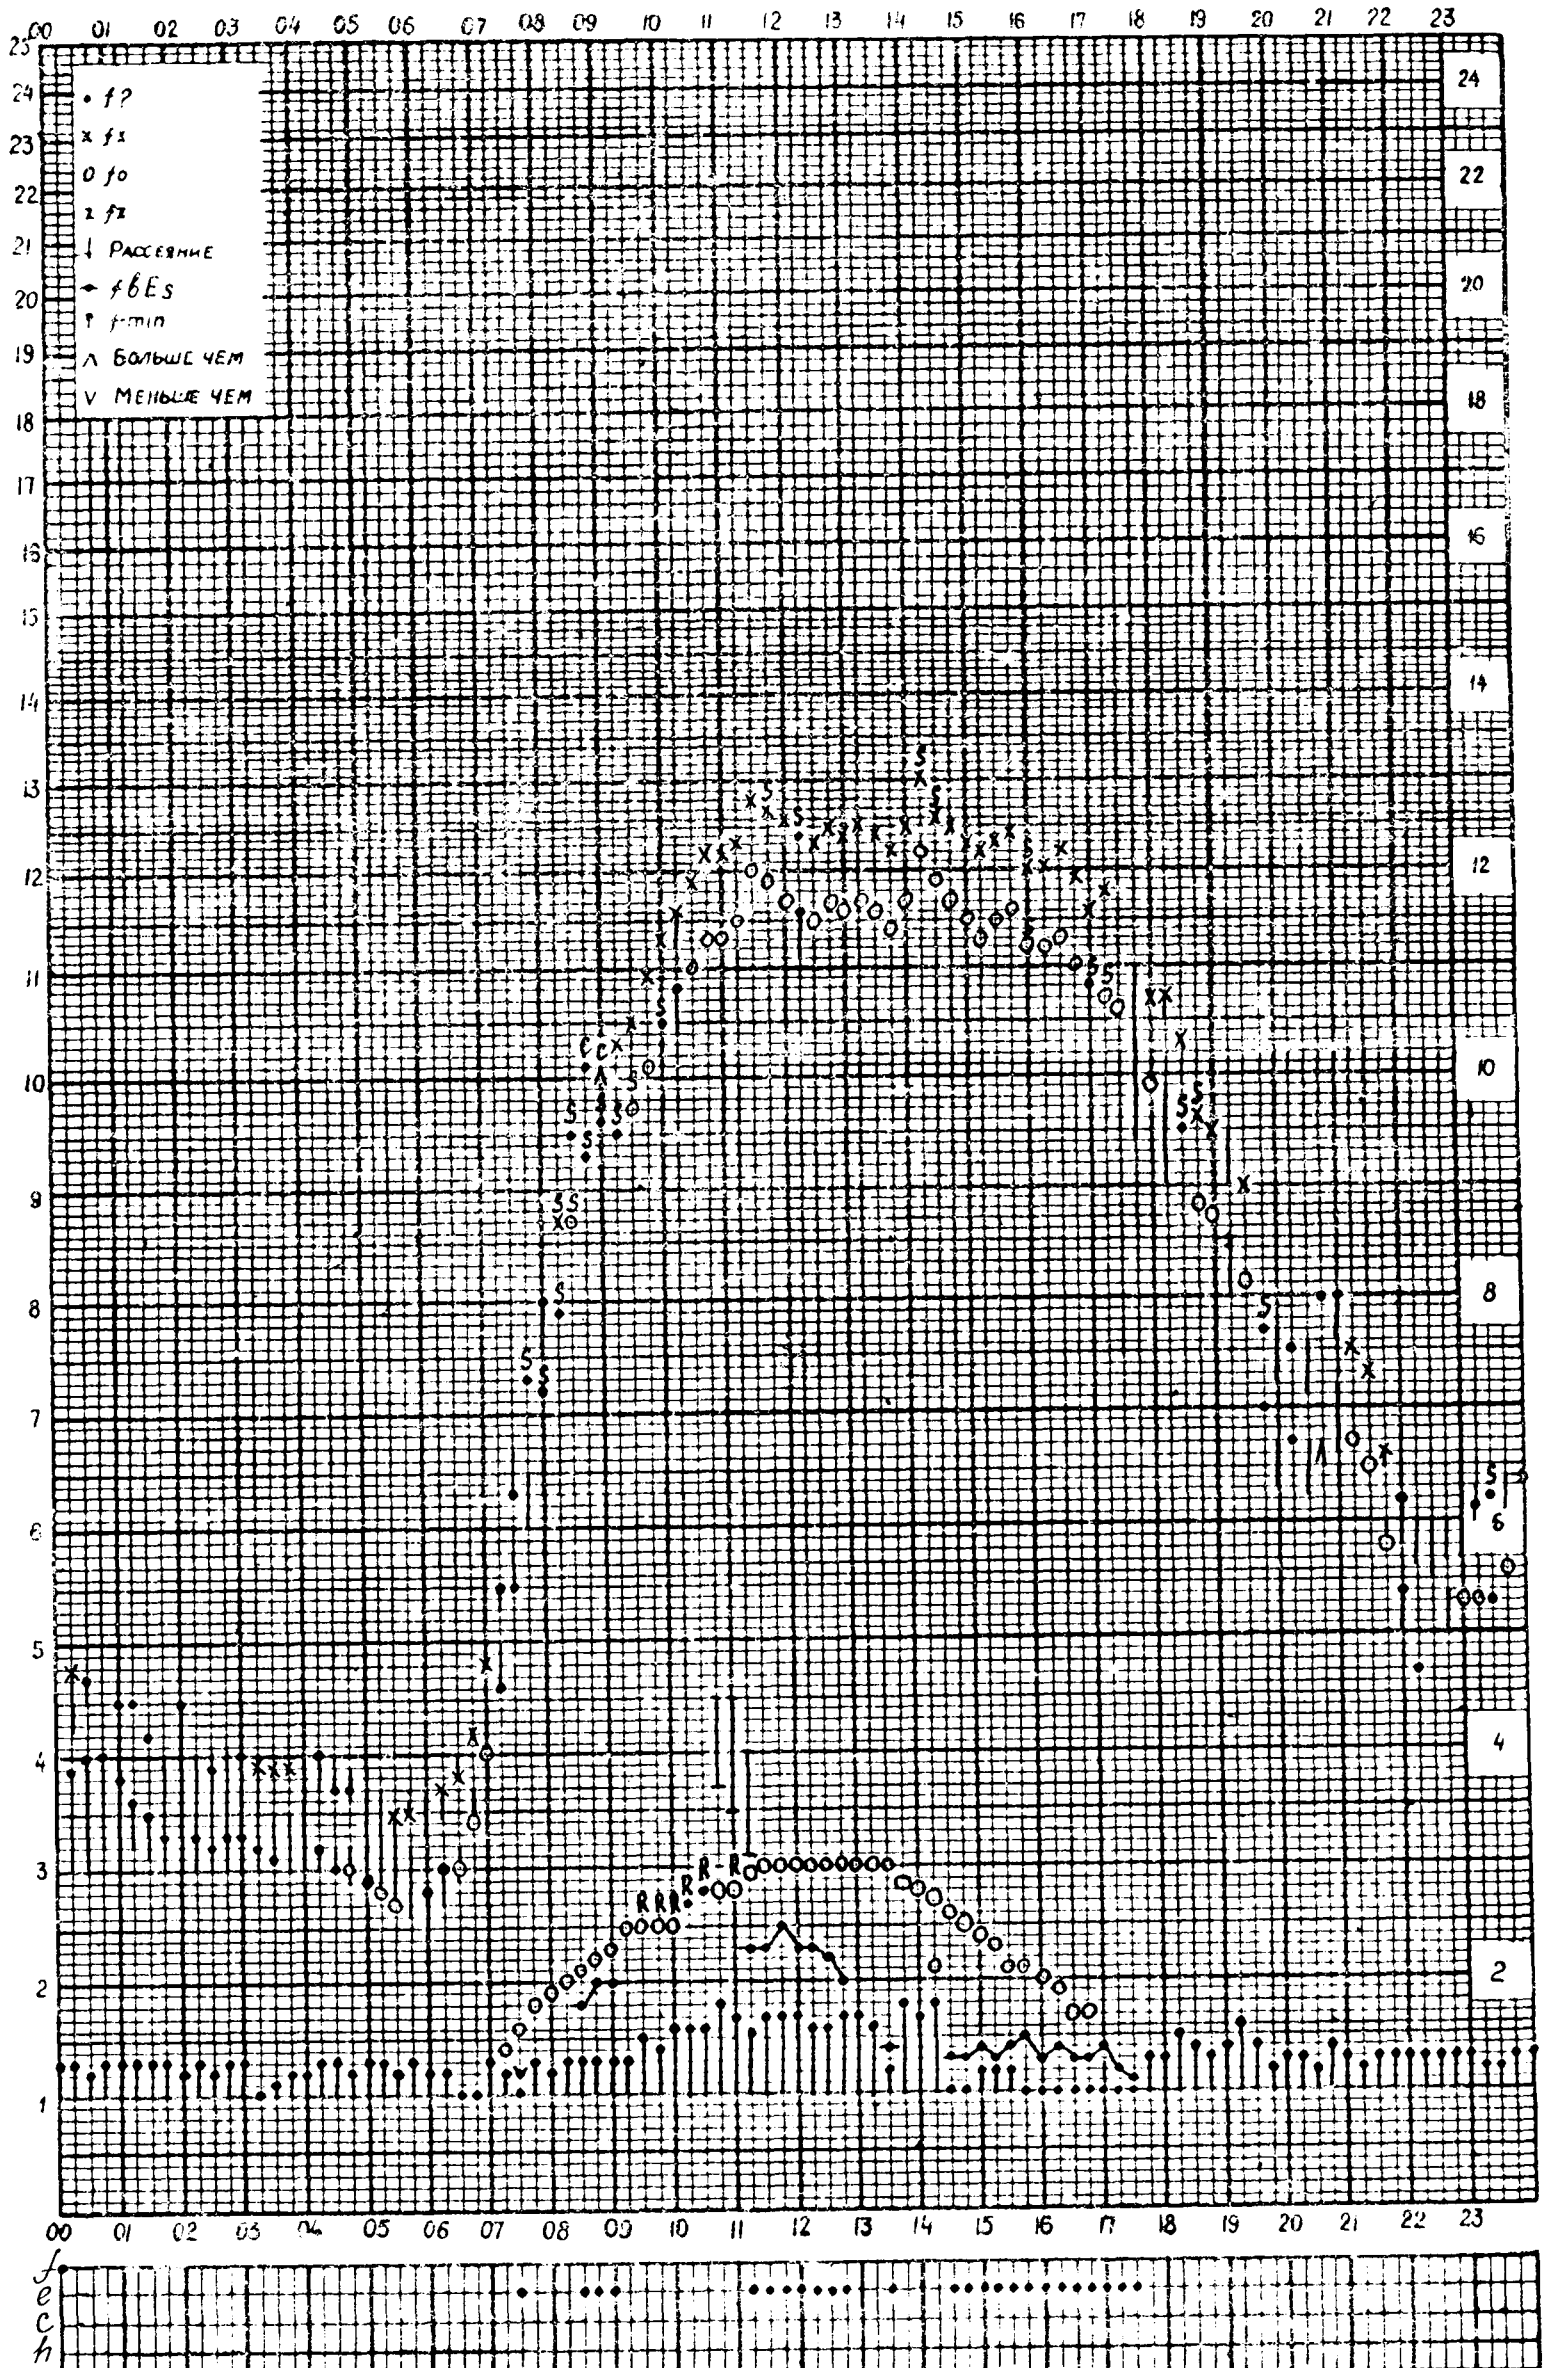 00 01 02 03 04 05 06 07 08 09 10 11 12 13 14 15 16 17 18 19 20 21 22 23
25
24 24
• f?
x fx
23
O fo
22 22
z fz
21
↓ РАССЕЯНИЕ
20 20
fbEs
f-min
19
Λ БОЛЬШЕ ЧЕМ
V МЕНЬШЕ ЧЕМ
18 18
17
16 16
15
14 14
S
13
S S
S
12 12
S
11
S S
S
C C
10 10
S
S S S S
S
9
S S
8 8
S S
S S
7
S
6 6
5
4 4
3
R R
R
R R R
2 2
1
00 01 02 03 04 05 06 07 08 09 10 11 12 13 14 15 16 17 18 19 20 21 22 23
f
e
c
h